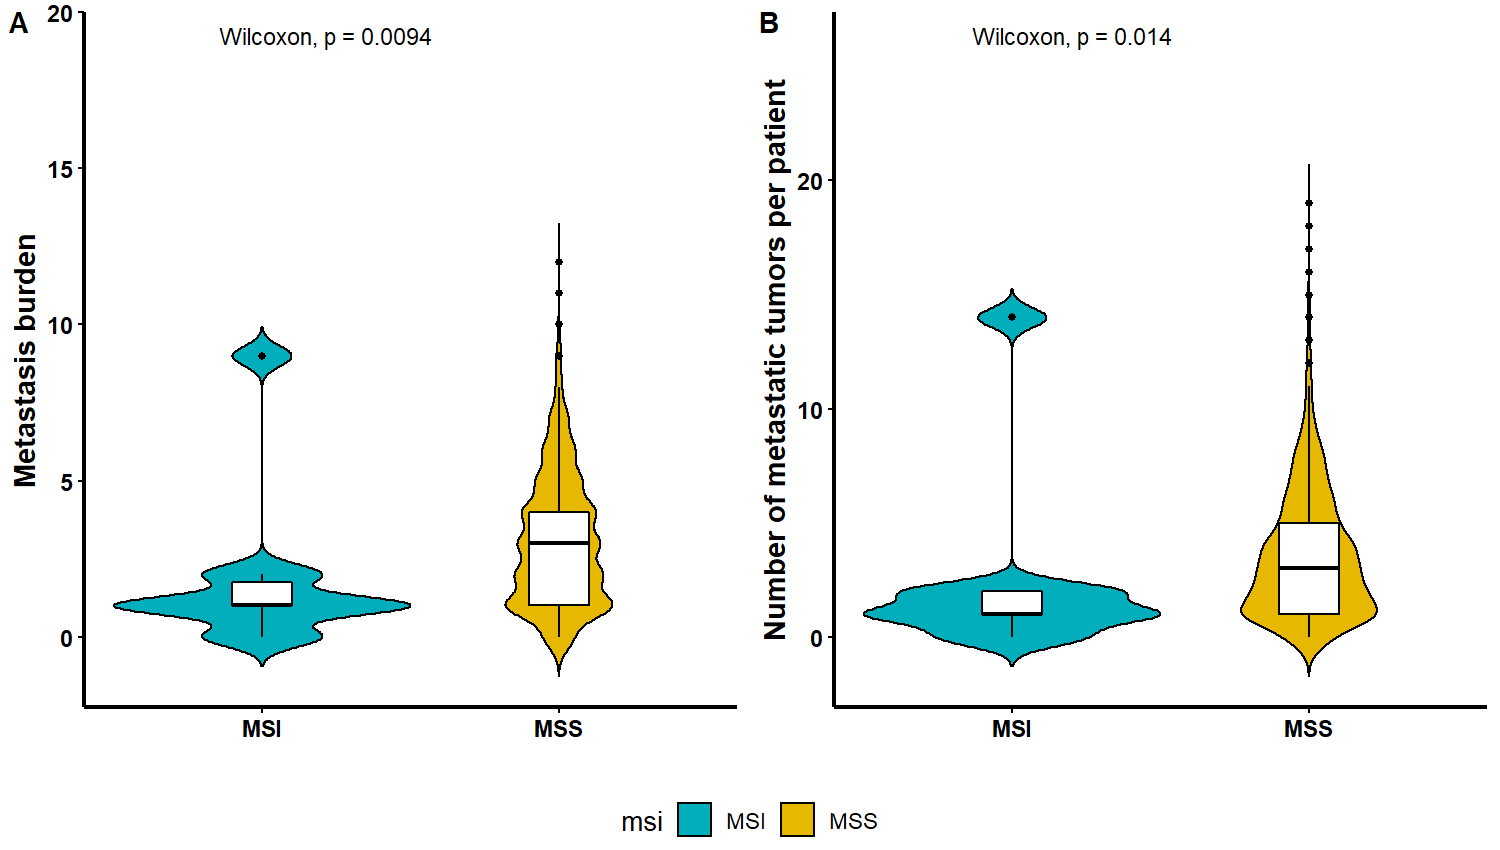 A
Wilcoxon, p = 0.0094
Metastasis burden
20
15
10
5
0
MSI
MSS
B
Wilcoxon, p = 0.014
Number of metastatic tumors per patient
20
10
0
MSI
MSS
msi MSI MSS